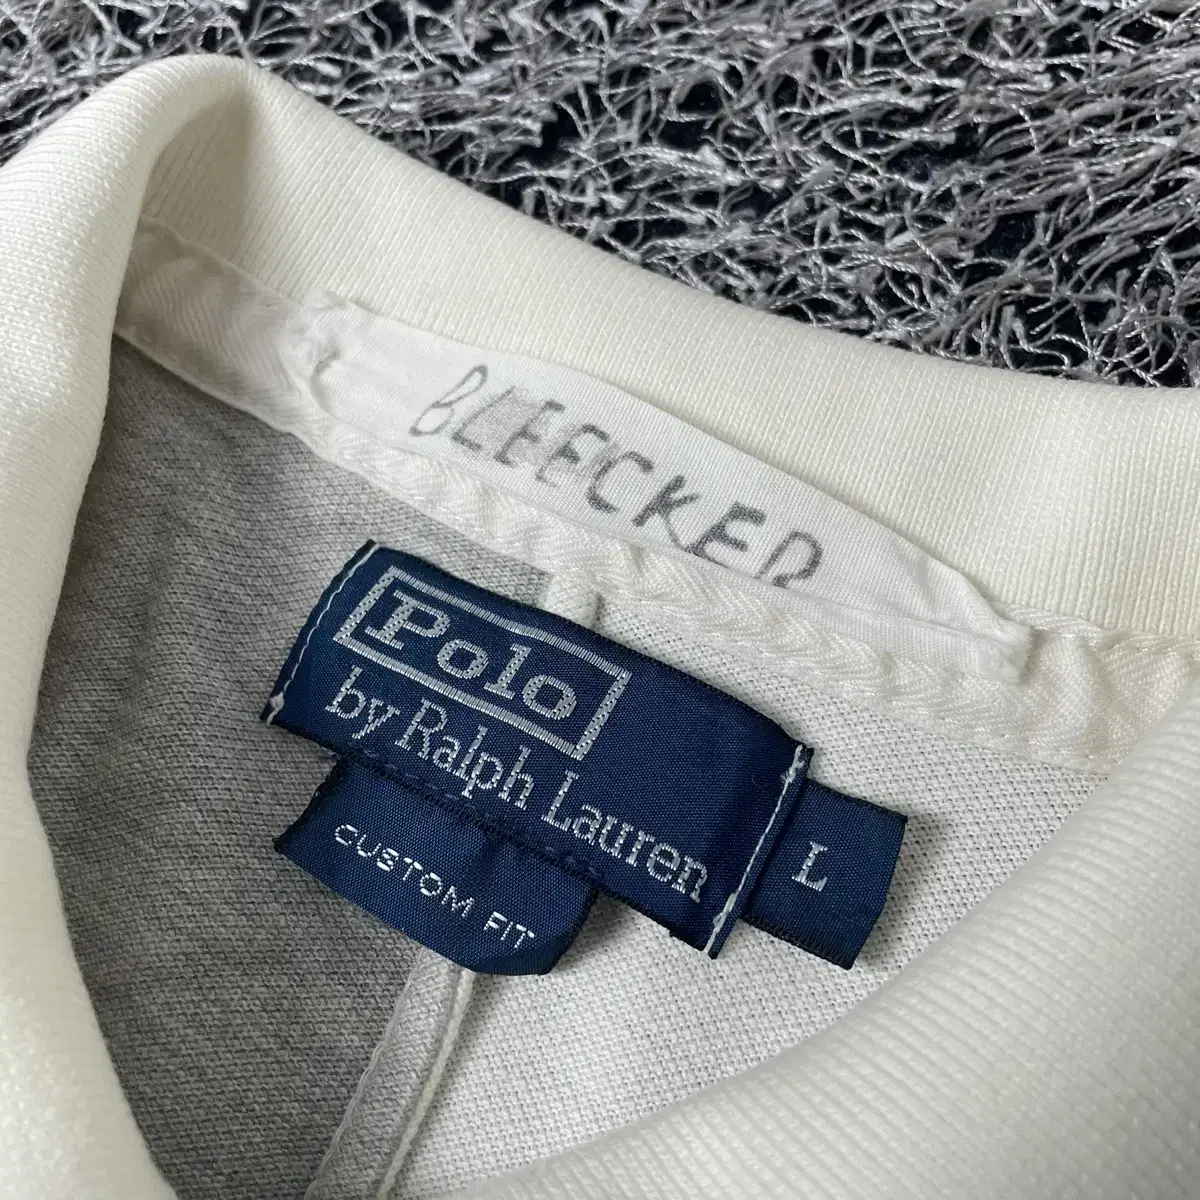 BLEECKER
Polo
by Ralph Lauren
L
CUSTOM FIT